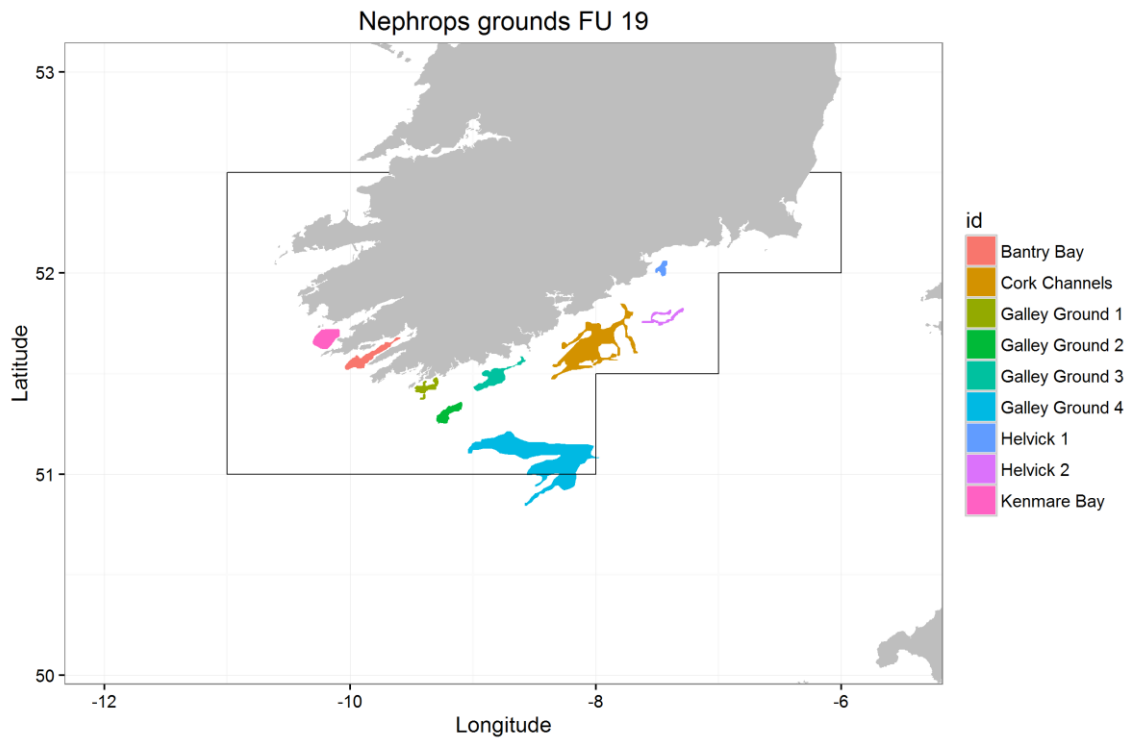 Nephrops grounds FU 19
53
52
51
50
Latitude
-12
-10
-8
-6
Longitude
id
Bantry Bay
Cork Channels
Galley Ground 1
Galley Ground 2
Galley Ground 3
Galley Ground 4
Helvick 1
Helvick 2
Kenmare Bay